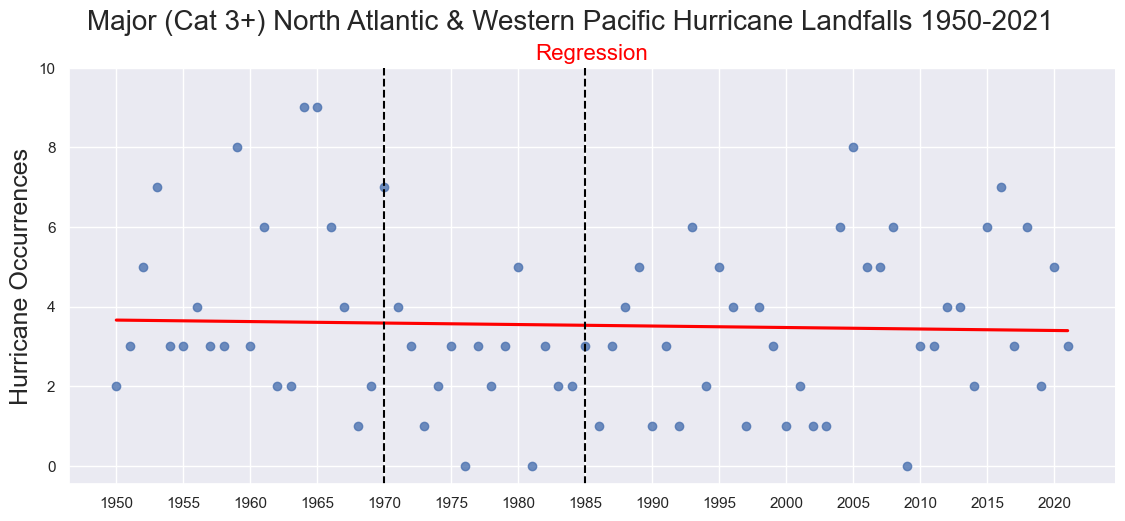 Major (Cat 3+) North Atlantic & Western Pacific Hurricane Landfalls 1950-2021
Regression
Hurricane Occurrences
10
8
6
4
2
0
1950 1955 1960 1965 1970 1975 1980 1985 1990 1995 2000 2005 2010 2015 2020